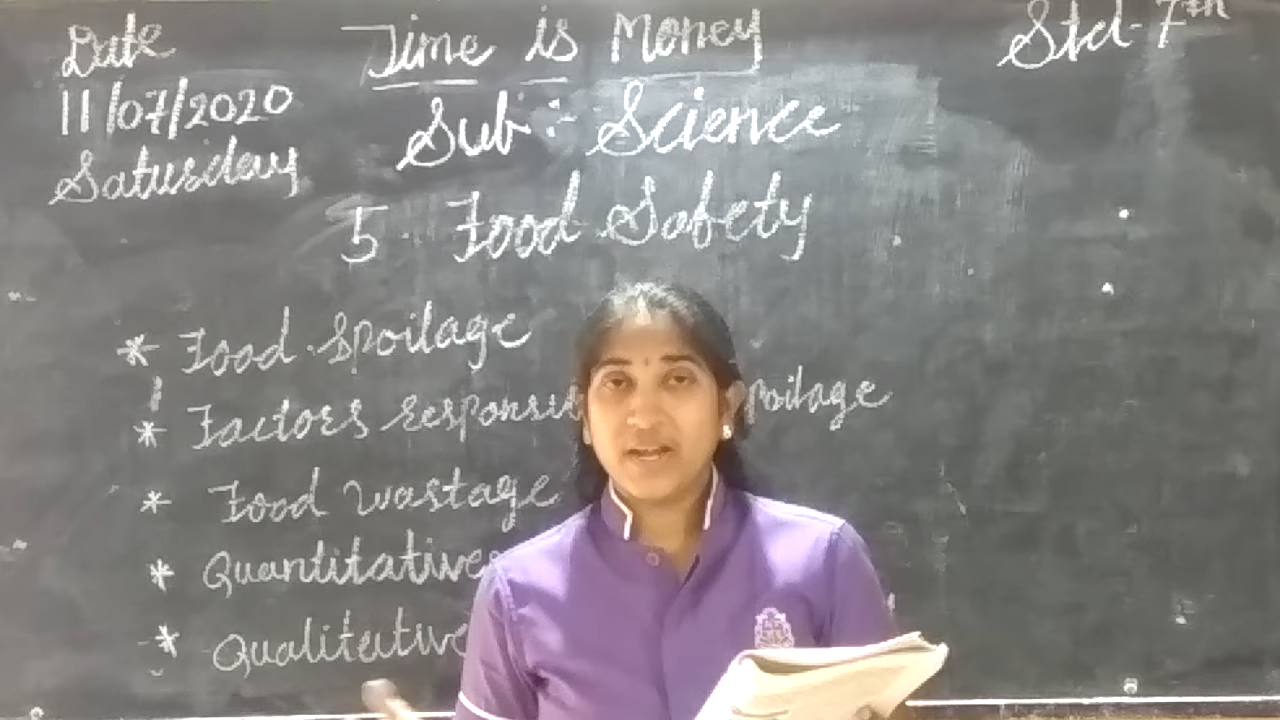 Date
11/07/2020
Saturday
Time is Money
Std - 7th
Sub :- Science
5. Food Safety
* Food Spoilage
* Factors
* Food Wastage
* Quantitative
* Qualitative